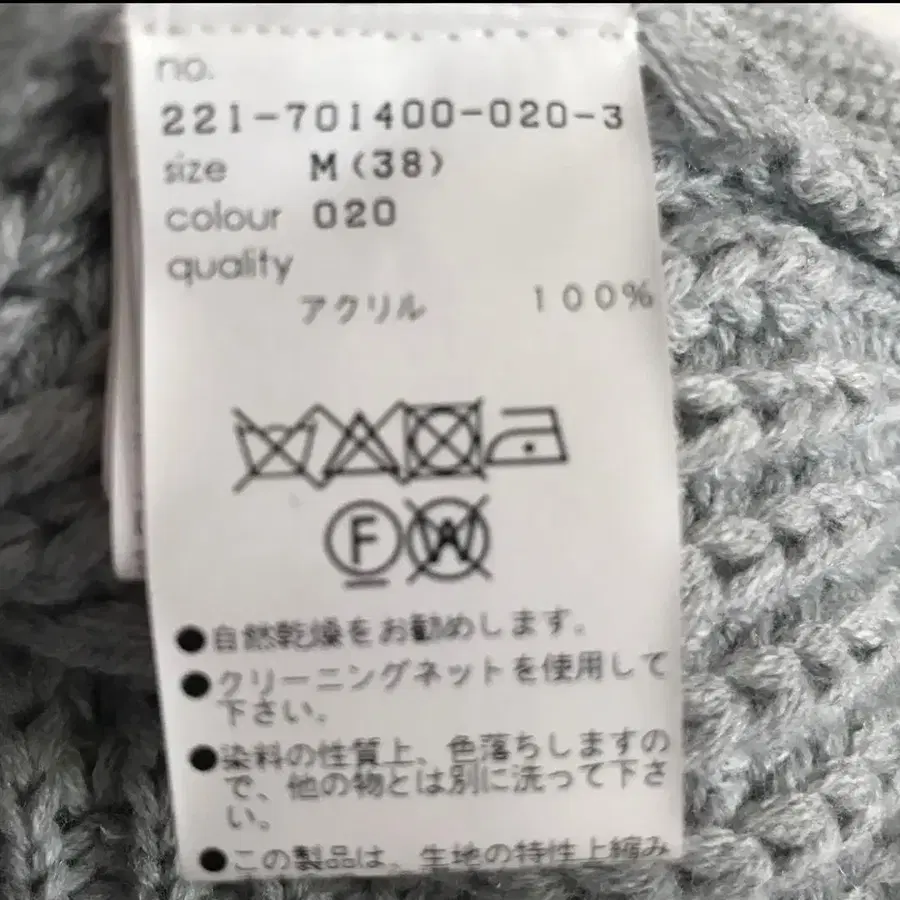 no.
221-701400-020-3
size M(38)
colour 020
quality
アクリル 100%
F W
●自然乾燥をお勧めします。
●クリーニングネットを使用して
下さい。
●染料の性質上、色落ちしますの
で、他の物とは別に洗って下さ
い。
●この製品は、生地の特性上縮み